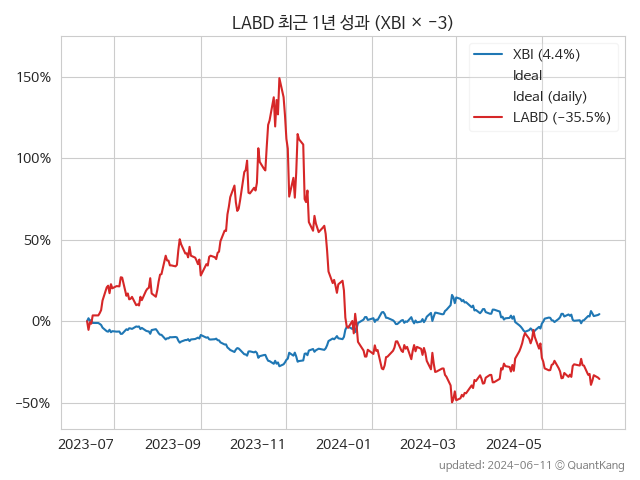 LABD 최근 1년 성과 (XBI × −3)
XBI (4.4%)
Ideal
Ideal (daily)
LABD (−35.5%)
150%
100%
50%
0%
−50%
2023−07
2023−09
2023−11
2024−01
2024−03
2024−05
updated: 2024−06−11 © QuantKang